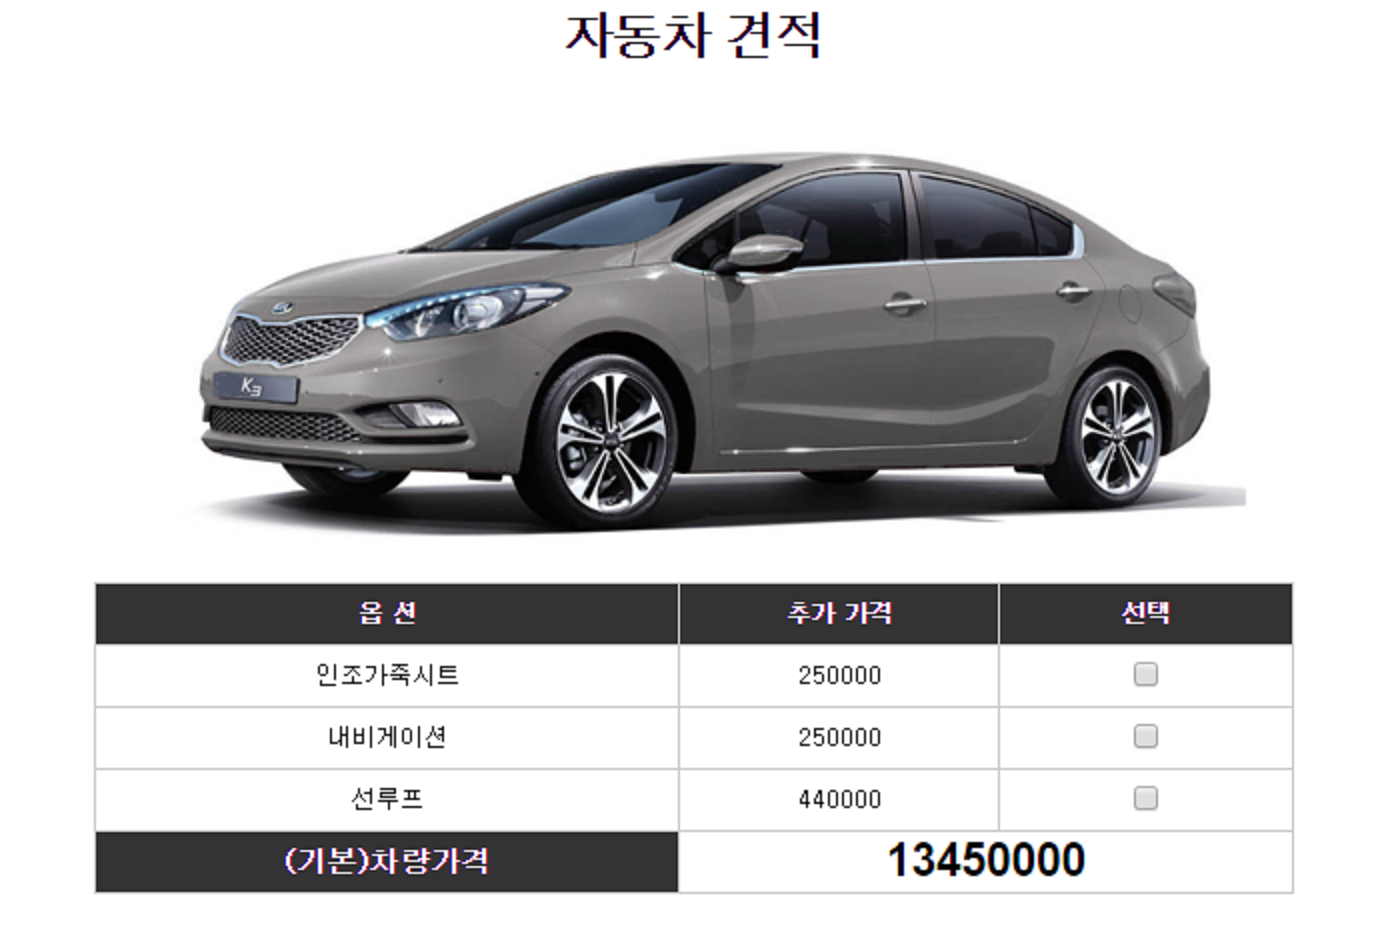 자동차 견적
K3
옵 션 추가 가격 선택
인조가죽시트 250000
내비게이션 250000
선루프 440000
(기본)차량가격 13450000